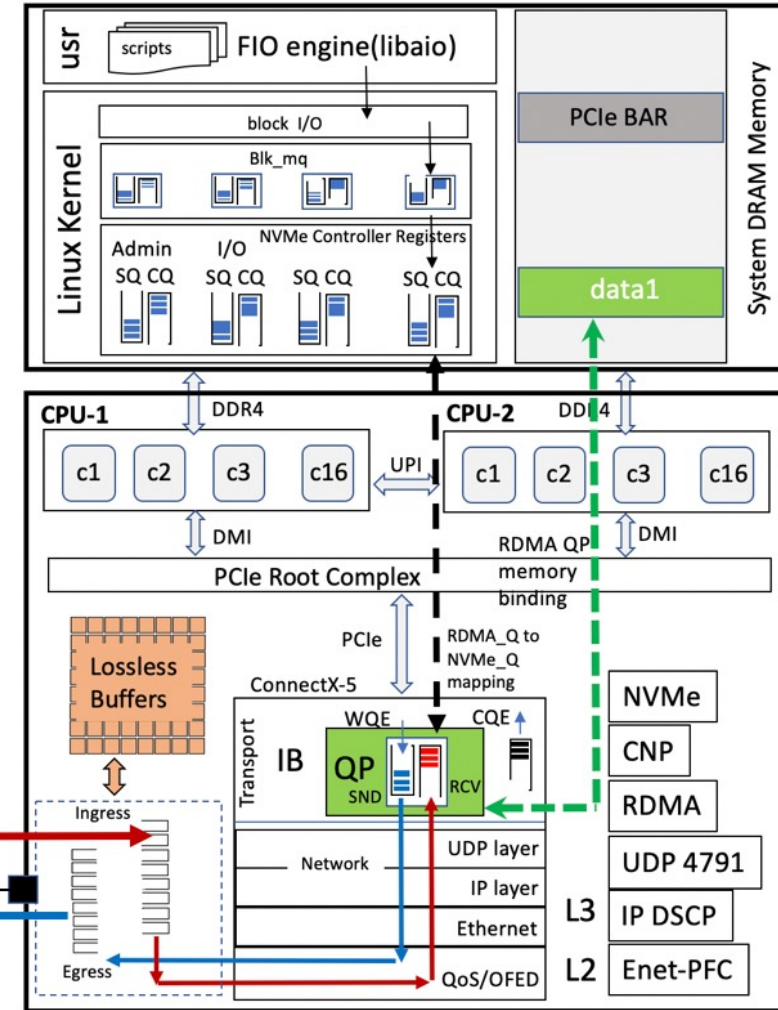 usr
scripts
FIO engine(libaio)
Linux Kernel
block I/O
Blk_mq
NVMe Controller Registers
Admin
I/O
SQ CQ
SQ CQ
SQ CQ
SQ CQ
PCIe BAR
data1
System DRAM Memory
CPU-1
DDR4
CPU-2
DDR4
c1
c2
c3
c16
UPI
c1
c2
c3
c16
DMI
DMI
PCIe Root Complex
RDMA QP
memory
binding
PCIe
RDMA_Q to
NVMe_Q
mapping
Lossless
Buffers
ConnectX-5
Transport
IB
WQE
CQE
QP
SND
RCV
Ingress
Egress
Network
UDP layer
IP layer
Ethernet
QoS/OFED
NVMe
CNP
RDMA
UDP 4791
L3
IP DSCP
L2
Enet-PFC